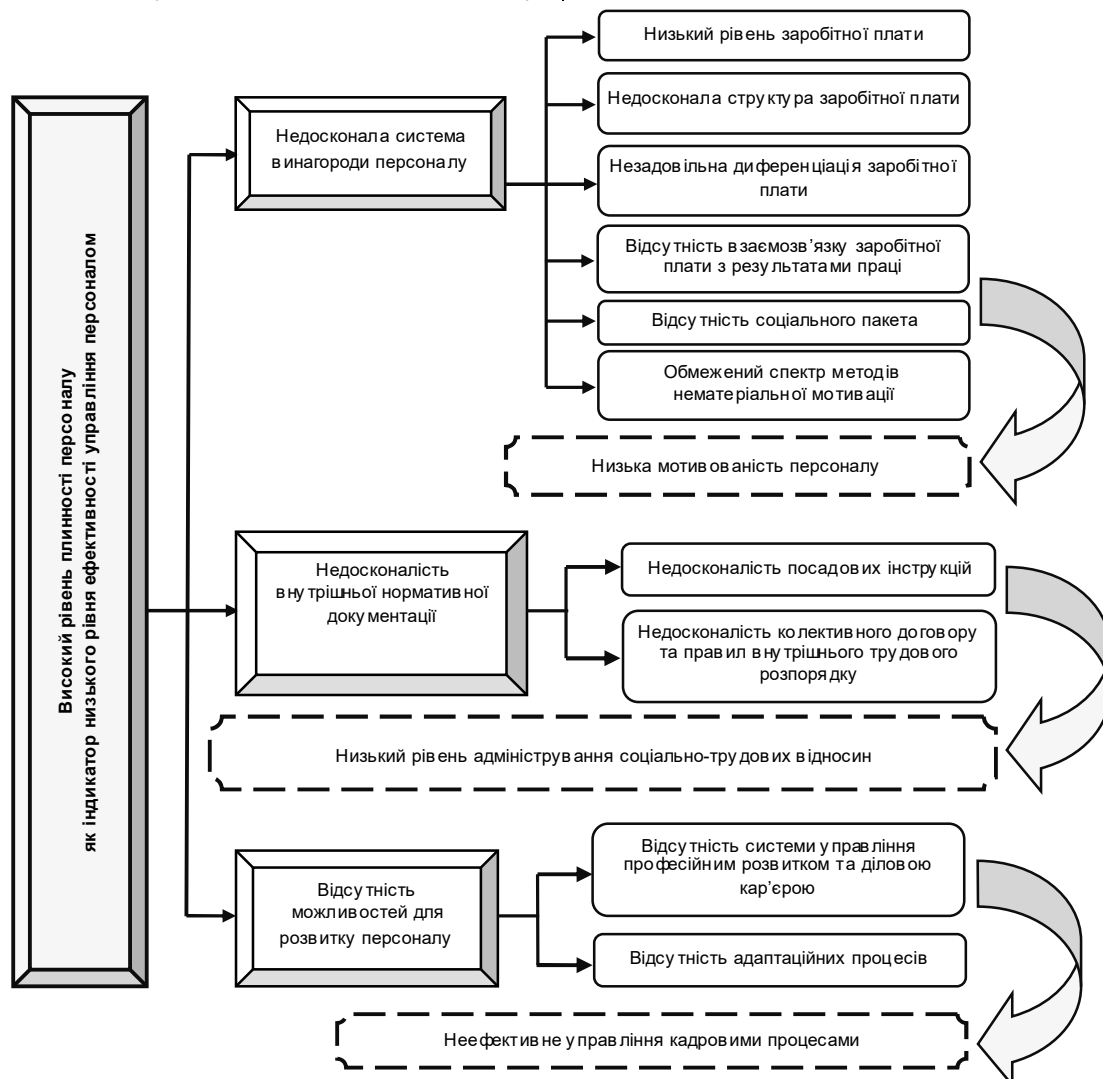 Високий рівень плинності персоналу
як індикатор низького рівня ефективності управління персоналом
Недосконала система
винагороди персоналу
Низький рівень заробітної плати
Недосконала структура заробітної плати
Незадовільна диференціація заробітної
плати
Відсутність взаємозв’язку заробітної
плати з результатами праці
Відсутність соціального пакета
Обмежений спектр методів
нематеріальної мотивації
Низька мотивованість персоналу
Недосконалість
внутрішньої нормативної
документації
Недосконалість посадових інструкцій
Недосконалість колективного договору
та правил внутрішнього трудового
розпорядку
Низький рівень адміністрування соціально-трудових відносин
Відсутність
можливостей для
розвитку персоналу
Відсутність системи управління
професійним розвитком та діловою
кар’єрою
Відсутність адаптаційних процесів
Неефективне управління кадровими процесами